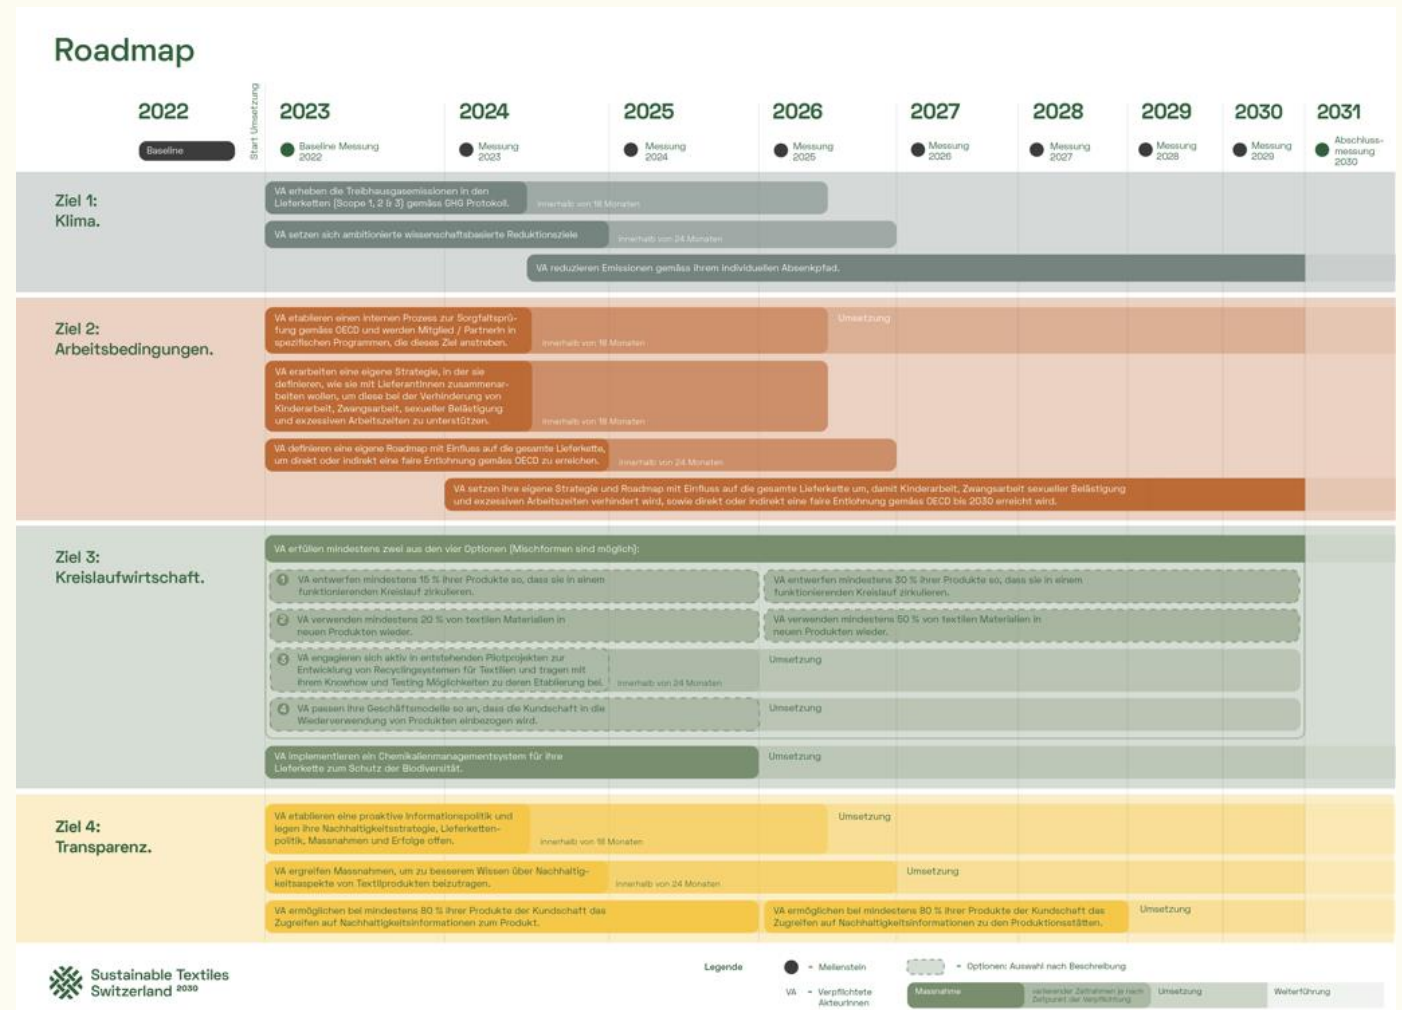 Roadmap
Start Umsetzung
2022
2023
2024
2025
2026
2027
2028
2029
2030
2031
Baseline
Baseline Messung
2022
Messung
2023
Messung
2024
Messung
2025
Messung
2026
Messung
2027
Messung
2028
Messung
2029
Abschluss-
messung
2030
Ziel 1:
Klima.
VA erheben die Treibhausgasemissionen in den
Lieferketten (Scope 1, 2 & 3) gemäss GHG Protokoll.
innerhalb von 18 Monaten
VA setzen sich ambitionierte wissenschaftsbasierte Reduktionsziele
innerhalb von 24 Monaten
VA reduzieren Emissionen gemäss ihrem individuellen Absenkpfad.
Ziel 2:
Arbeitsbedingungen.
VA etablieren einen internen Prozess zur Sorgfaltsprü-
fung gemäss OECD und werden Mitglied / PartnerIn in
spezifischen Programmen, die dieses Ziel anstreben.
innerhalb von 18 Monaten
Umsetzung
VA erarbeiten eine eigene Strategie, in der sie
definieren, wie sie mit LieferantInnen zusammenar-
beiten wollen, um diese bei der Verhinderung von
Kinderarbeit, Zwangsarbeit, sexueller Belästigung
und exzessiven Arbeitszeiten zu unterstützen.
innerhalb von 18 Monaten
VA definieren eine eigene Roadmap mit Einfluss auf die gesamte Lieferkette,
um direkt oder indirekt eine faire Entlohnung gemäss OECD zu erreichen.
innerhalb von 24 Monaten
VA setzen ihre eigene Strategie und Roadmap mit Einfluss auf die gesamte Lieferkette um, damit Kinderarbeit, Zwangsarbeit sexueller Belästigung
und exzessiven Arbeitszeiten verhindert wird, sowie direkt oder indirekt eine faire Entlohnung gemäss OECD bis 2030 erreicht wird.
Ziel 3:
Kreislaufwirtschaft.
VA erfüllen mindestens zwei aus den vier Optionen (Mischformen sind möglich):
1 VA entwerfen mindestens 15 % ihrer Produkte so, dass sie in einem
funktionierenden Kreislauf zirkulieren.
VA entwerfen mindestens 30 % ihrer Produkte so, dass sie in einem
funktionierenden Kreislauf zirkulieren.
2 VA verwenden mindestens 20 % von textilen Materialien in
neuen Produkten wieder.
VA verwenden mindestens 50 % von textilen Materialien in
neuen Produkten wieder.
3 VA engagieren sich aktiv in entstehenden Pilotprojekten zur
Entwicklung von Recyclingsystemen für Textilien und tragen mit
ihrem Knowhow und Testing Möglichkeiten zu deren Etablierung bei.
innerhalb von 24 Monaten
Umsetzung
4 VA passen ihre Geschäftsmodelle so an, dass die Kundschaft in die
Wiederverwendung von Produkten einbezogen wird.
Umsetzung
VA implementieren ein Chemikalienmanagementsystem für ihre
Lieferkette zum Schutz der Biodiversität.
Umsetzung
Ziel 4:
Transparenz.
VA etablieren eine proaktive Informationspolitik und
legen ihre Nachhaltigkeitsstrategie, Lieferketten-
politik, Massnahmen und Erfolge offen.
innerhalb von 18 Monaten
Umsetzung
VA ergreifen Massnahmen, um zu besserem Wissen über Nachhaltig-
keitsaspekte von Textilprodukten beizutragen.
innerhalb von 24 Monaten
Umsetzung
VA ermöglichen bei mindestens 80 % ihrer Produkte der Kundschaft das
Zugreifen auf Nachhaltigkeitsinformationen zum Produkt.
VA ermöglichen bei mindestens 80 % ihrer Produkte der Kundschaft das
Zugreifen auf Nachhaltigkeitsinformationen zu den Produktionsstätten.
Umsetzung
Sustainable Textiles
Switzerland 2030
Legende
= Meilenstein
= Optionen: Auswahl nach Beschreibung
VA = Verpflichtete
AkteurInnen
Massnahme
variierender Zeitrahmen je nach
Zeitpunkt der Verpflichtung
Umsetzung
Weiterführung